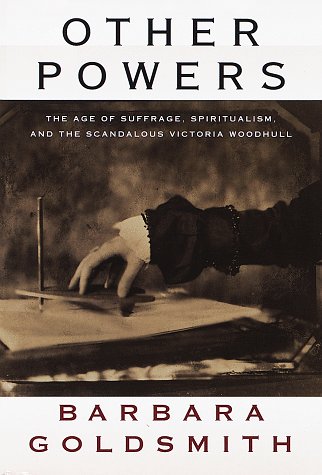 OTHER
POWERS
THE AGE OF SUFFRAGE, SPIRITUALISM,
AND THE SCANDALOUS VICTORIA WOODHULL
BARBARA
GOLDSMITH